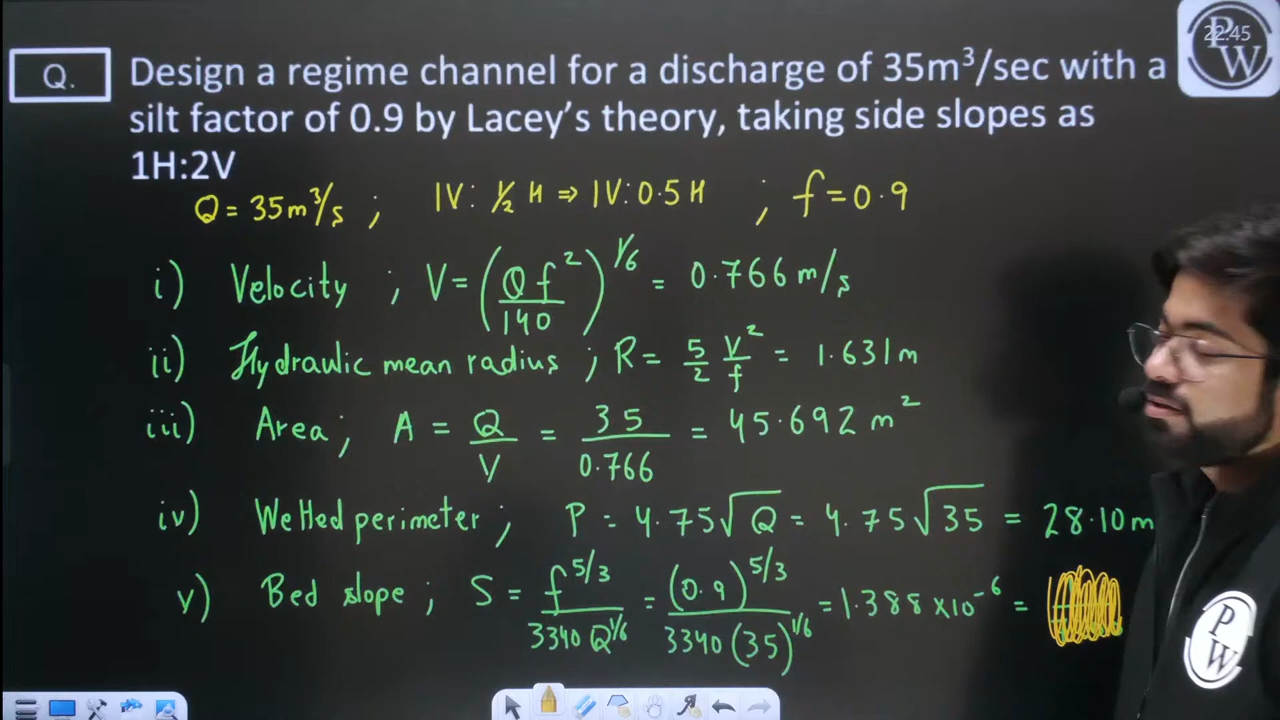 22:45
PW
Q. Design a regime channel for a discharge of 35m³/sec with a
silt factor of 0.9 by Lacey's theory, taking side slopes as
1H:2V
Q = 35m³/s ; 1V: 1/2 H ⇒ 1V:0.5H ; f=0.9
i) Velocity ; V = (Qf²/140)^1/6 = 0.766 m/s
ii) Hydraulic mean radius ; R = 5/2 V²/f = 1.631m
iii) Area ; A = Q/V = 35/0.766 = 45.692 m²
iv) Wetted perimeter ; P = 4.75√Q = 4.75√35 = 28.10m
v) Bed slope ; S = f^5/3 / 3340 Q^1/6 = (0.9)^5/3 / 3340 (35)^1/6 = 1.388 × 10^-6 =
PW